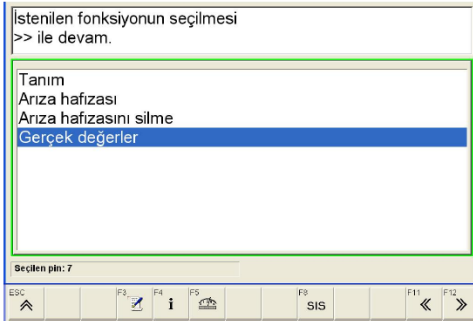 İstenilen fonksiyonun seçilmesi
>> ile devam.
Tanım
Arıza hafızası
Arıza hafızasını silme
Gerçek değerler
Seçilen pin: 7
ESC F3 F4 i F5 F9 SIS F11 « F12 »